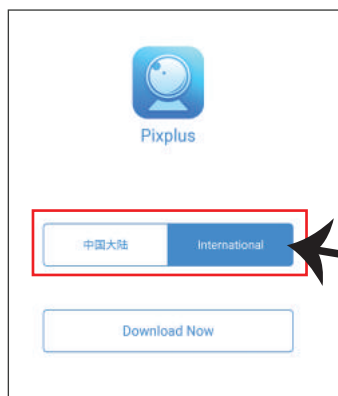 Pixplus
中国大陆
International
Download Now